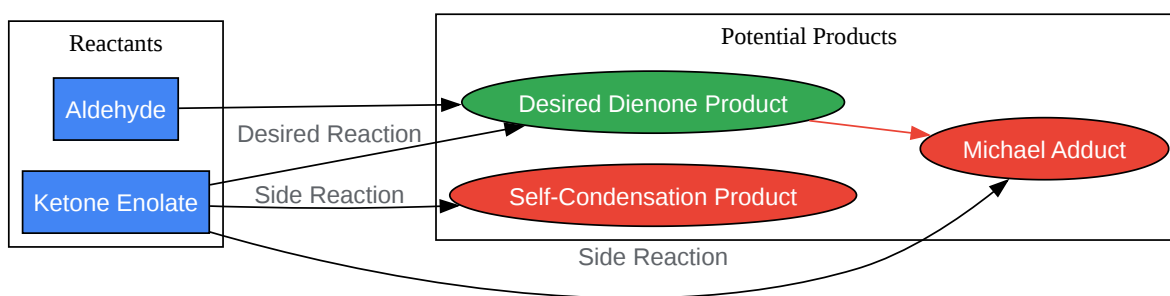 Reactants
Potential Products
Aldehyde
Desired Dienone Product
Desired Reaction
Michael Adduct
Ketone Enolate
Side Reaction
Self-Condensation Product
Side Reaction